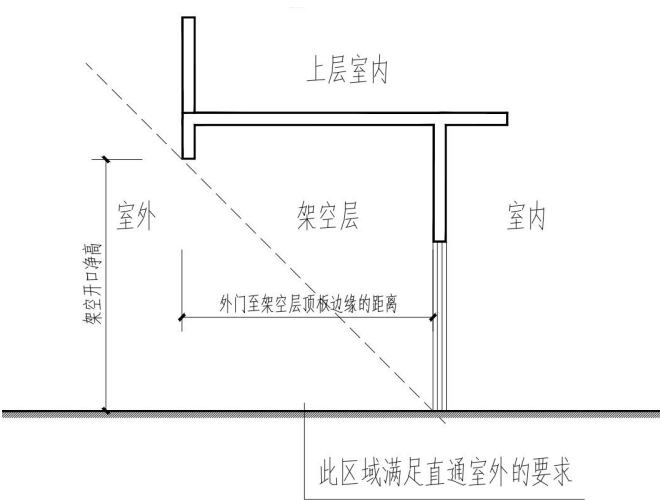 上层室内
室外
架空层
室内
架空开口净高
外门至架空层顶板边缘的距离
此区域满足直通室外的要求